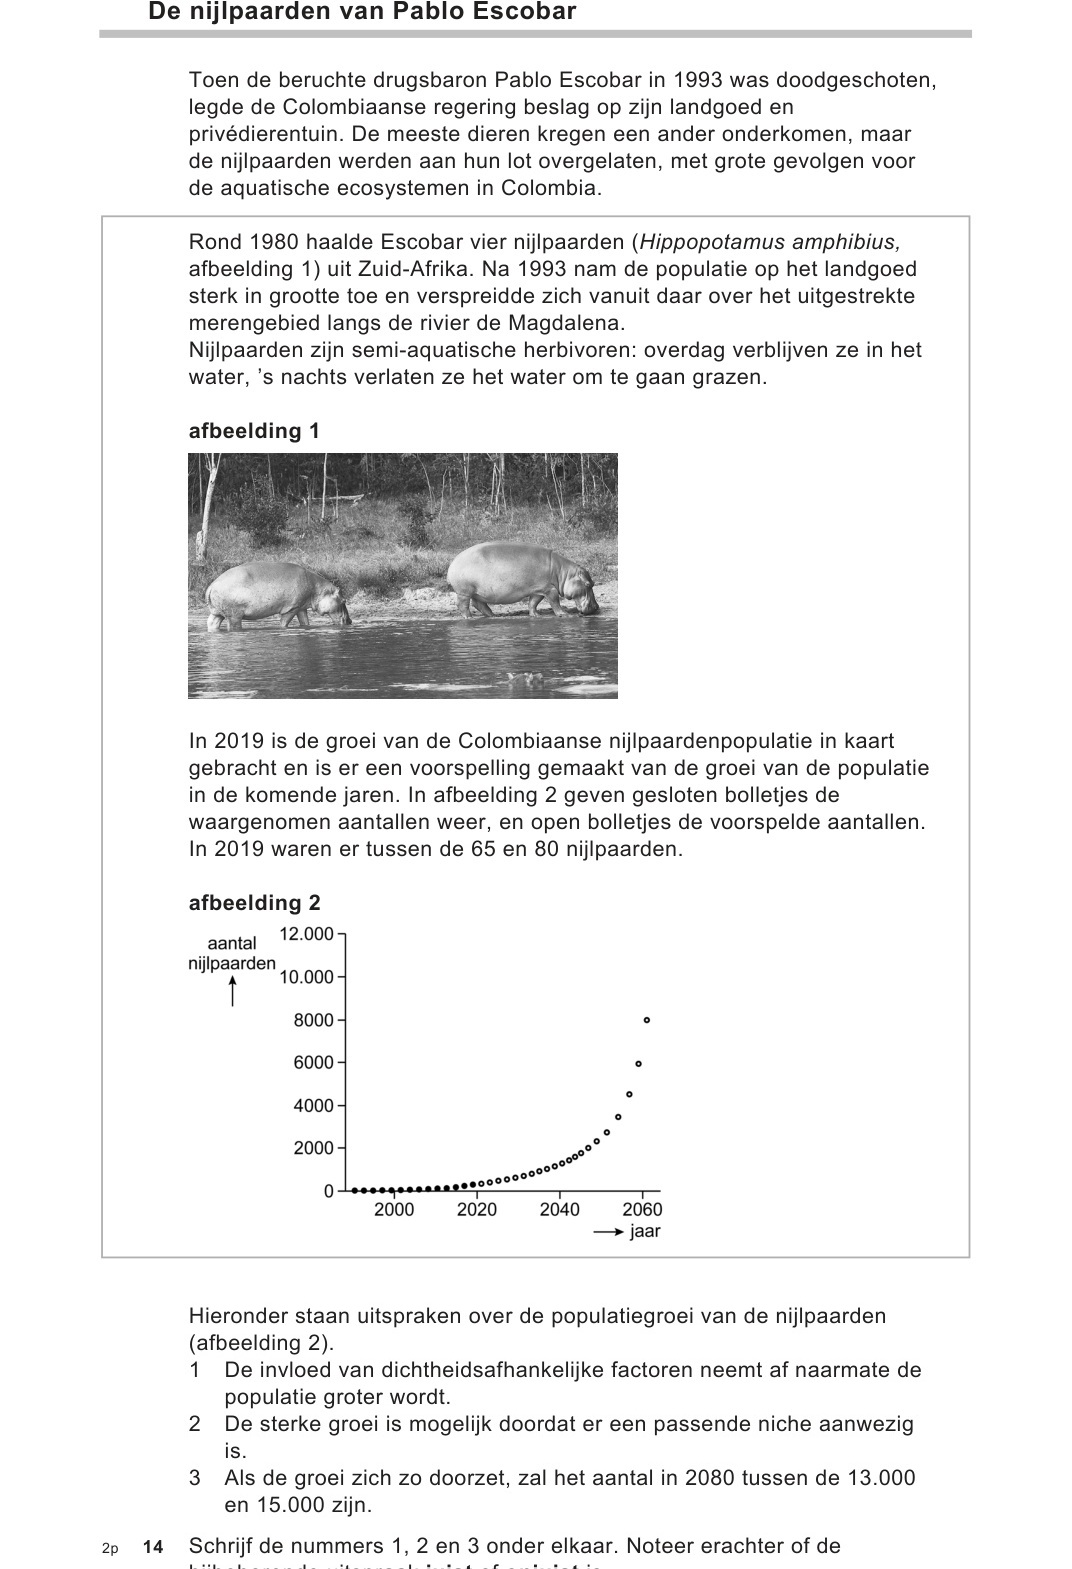 De nijlpaarden van Pablo Escobar
Toen de beruchte drugsbaron Pablo Escobar in 1993 was doodgeschoten,
legde de Colombiaanse regering beslag op zijn landgoed en
privédierentuin. De meeste dieren kregen een ander onderkomen, maar
de nijlpaarden werden aan hun lot overgelaten, met grote gevolgen voor
de aquatische ecosystemen in Colombia.
Rond 1980 haalde Escobar vier nijlpaarden (Hippopotamus amphibius,
afbeelding 1) uit Zuid-Afrika. Na 1993 nam de populatie op het landgoed
sterk in grootte toe en verspreidde zich vanuit daar over het uitgestrekte
merengebied langs de rivier de Magdalena.
Nijlpaarden zijn semi-aquatische herbivoren: overdag verblijven ze in het
water, ’s nachts verlaten ze het water om te gaan grazen.
afbeelding 1
In 2019 is de groei van de Colombiaanse nijlpaardenpopulatie in kaart
gebracht en is er een voorspelling gemaakt van de groei van de populatie
in de komende jaren. In afbeelding 2 geven gesloten bolletjes de
waargenomen aantallen weer, en open bolletjes de voorspelde aantallen.
In 2019 waren er tussen de 65 en 80 nijlpaarden.
afbeelding 2
aantal
nijlpaarden
12.000
10.000
8000
6000
4000
2000
0
2000 2020 2040 2060
jaar
Hieronder staan uitspraken over de populatiegroei van de nijlpaarden
(afbeelding 2).
1 De invloed van dichtheidsafhankelijke factoren neemt af naarmate de
populatie groter wordt.
2 De sterke groei is mogelijk doordat er een passende niche aanwezig
is.
3 Als de groei zich zo doorzet, zal het aantal in 2080 tussen de 13.000
en 15.000 zijn.
2p 14 Schrijf de nummers 1, 2 en 3 onder elkaar. Noteer erachter of de